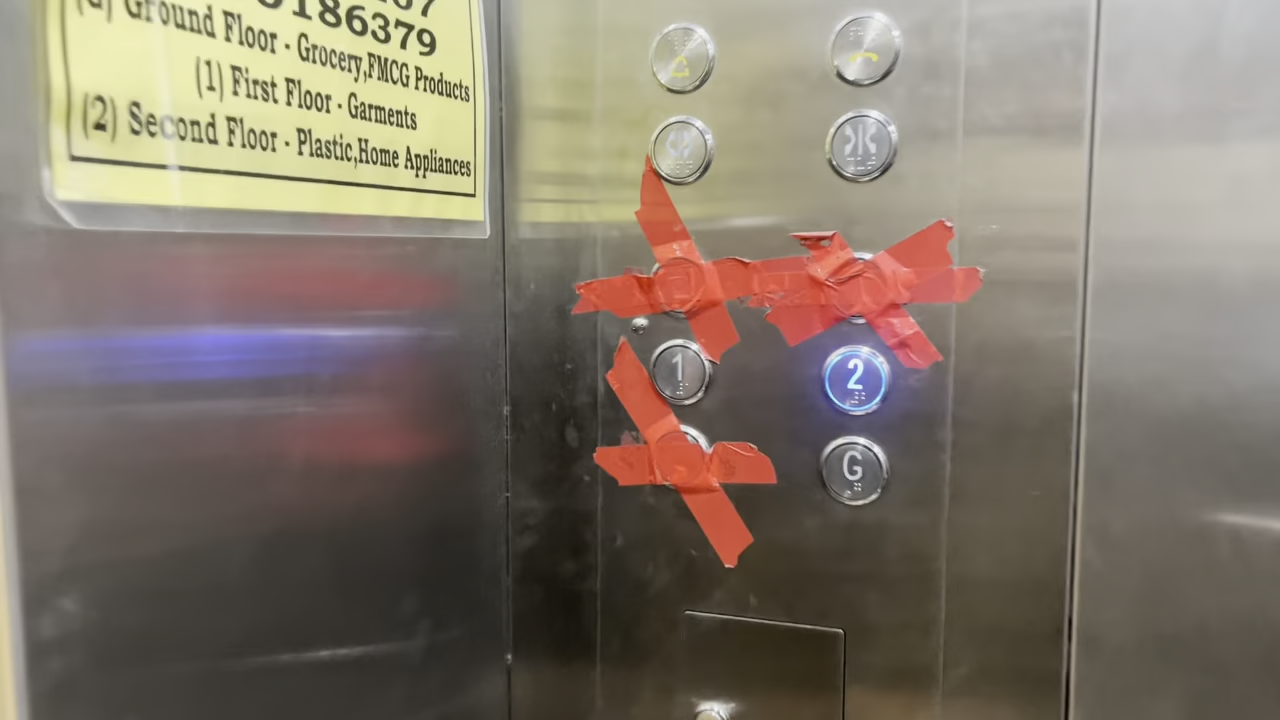 186379
Ground Floor - Grocery,FMCG Products
(1) First Floor - Garments
(2) Second Floor - Plastic,Home Appliances
1
2
G